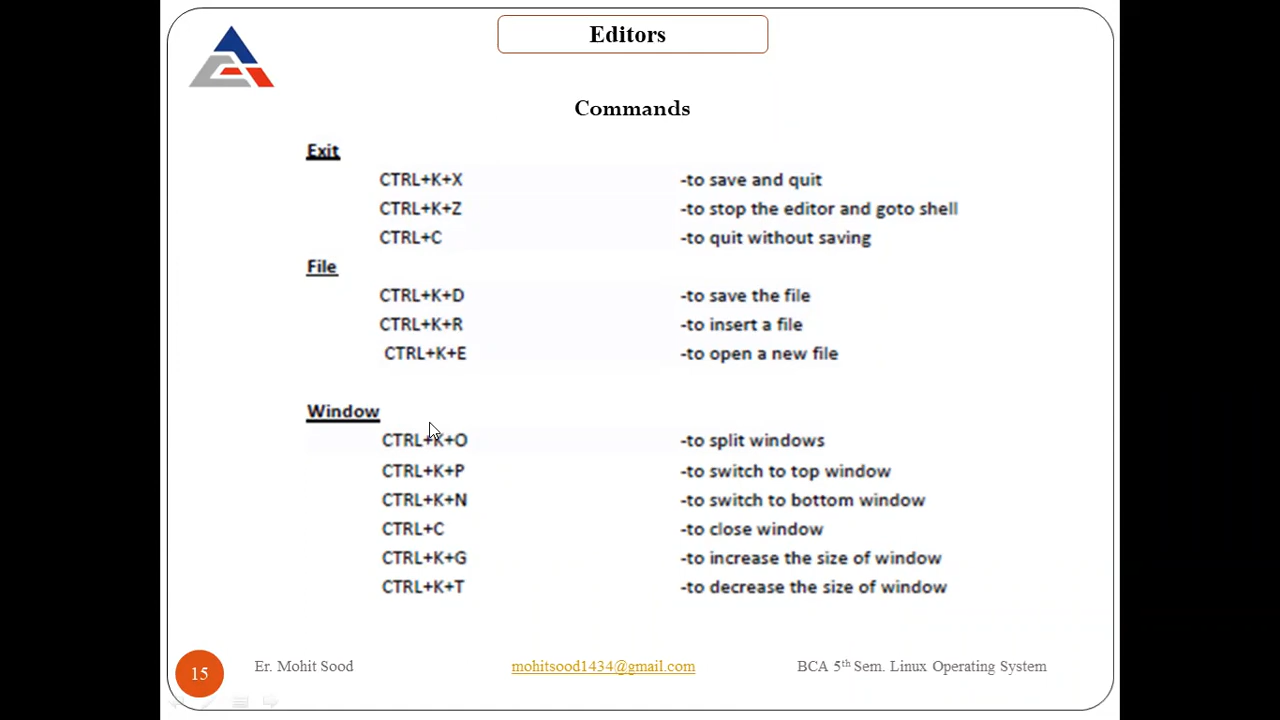 Editors
Commands
Exit
CTRL+K+X -to save and quit
CTRL+K+Z -to stop the editor and goto shell
CTRL+C -to quit without saving
File
CTRL+K+D -to save the file
CTRL+K+R -to insert a file
CTRL+K+E -to open a new file
Window
CTRL+K+O -to split windows
CTRL+K+P -to switch to top window
CTRL+K+N -to switch to bottom window
CTRL+C -to close window
CTRL+K+G -to increase the size of window
CTRL+K+T -to decrease the size of window
15 Er. Mohit Sood mohitsood1434@gmail.com BCA 5th Sem. Linux Operating System